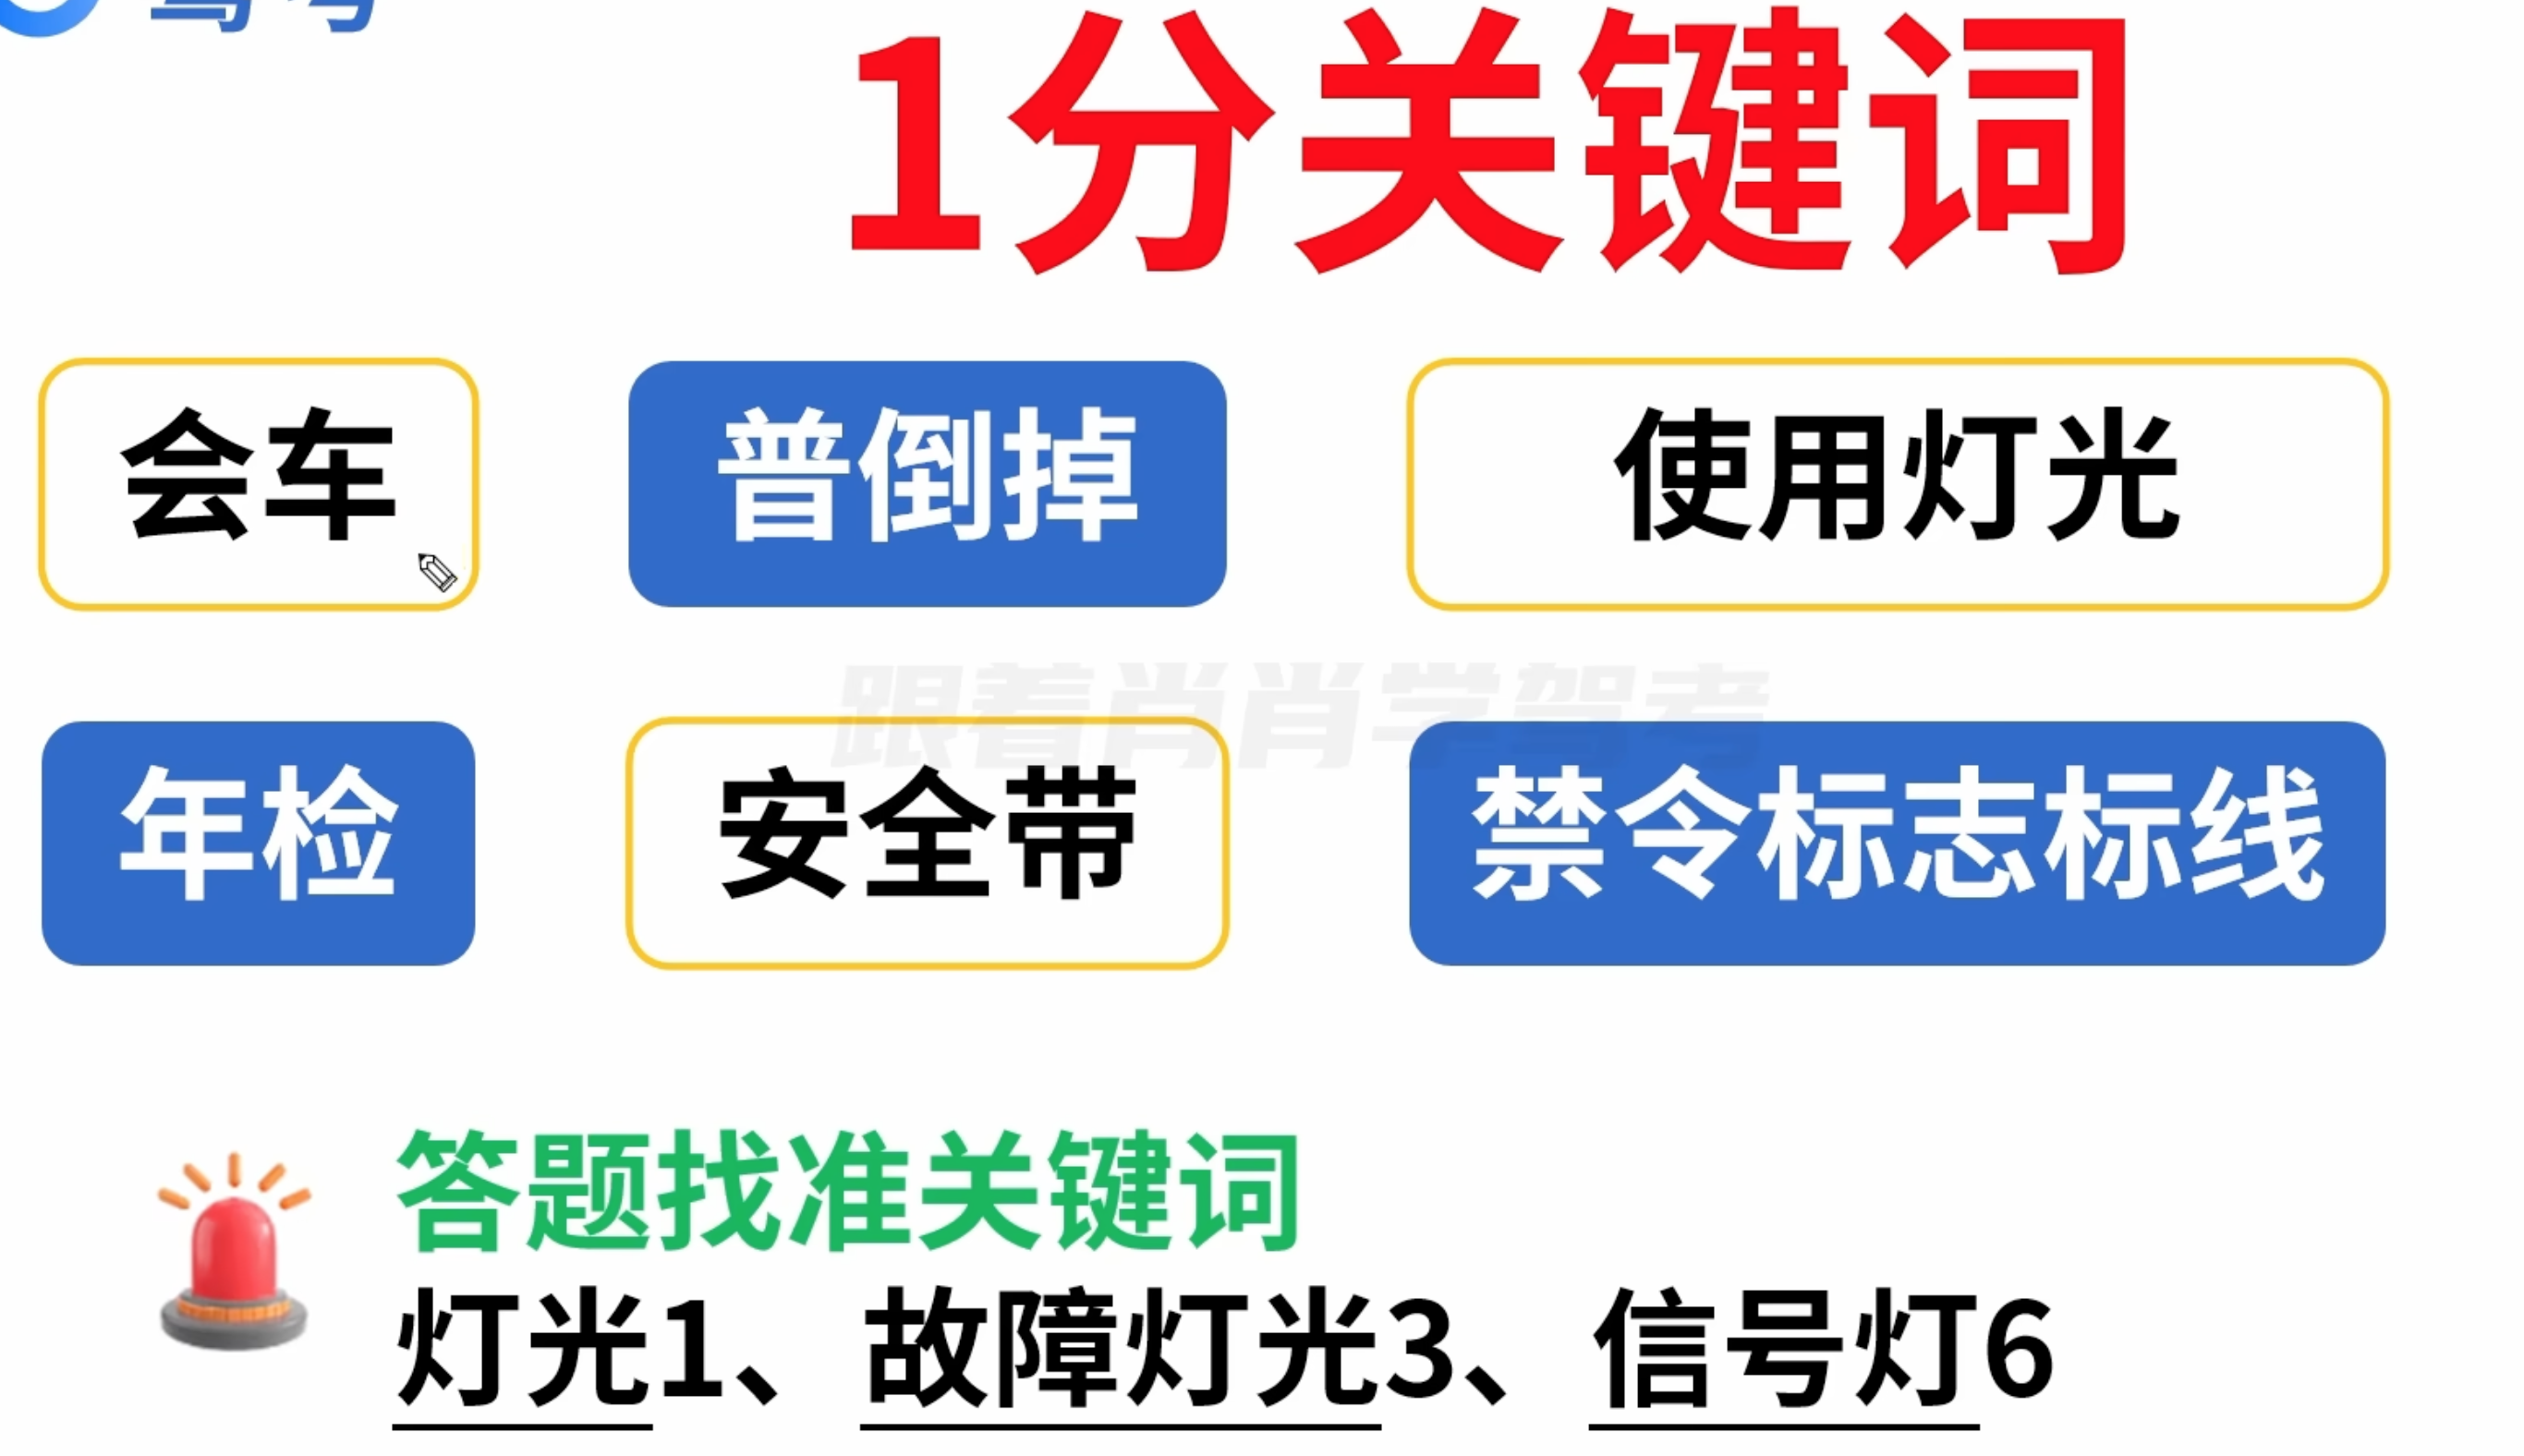 驾考
1分关键词
会车
普倒掉
使用灯光
跟着肖肖学驾考
年检
安全带
禁令标志标线
答题找准关键词
灯光1、故障灯光3、信号灯6